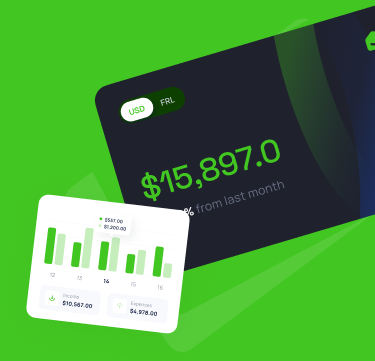 USD FRL
$15,897.0
% from last month
$587.00
$1,200.00
12 13 14 15 16
Income
$10,567.00
Expenses
$4,978.00